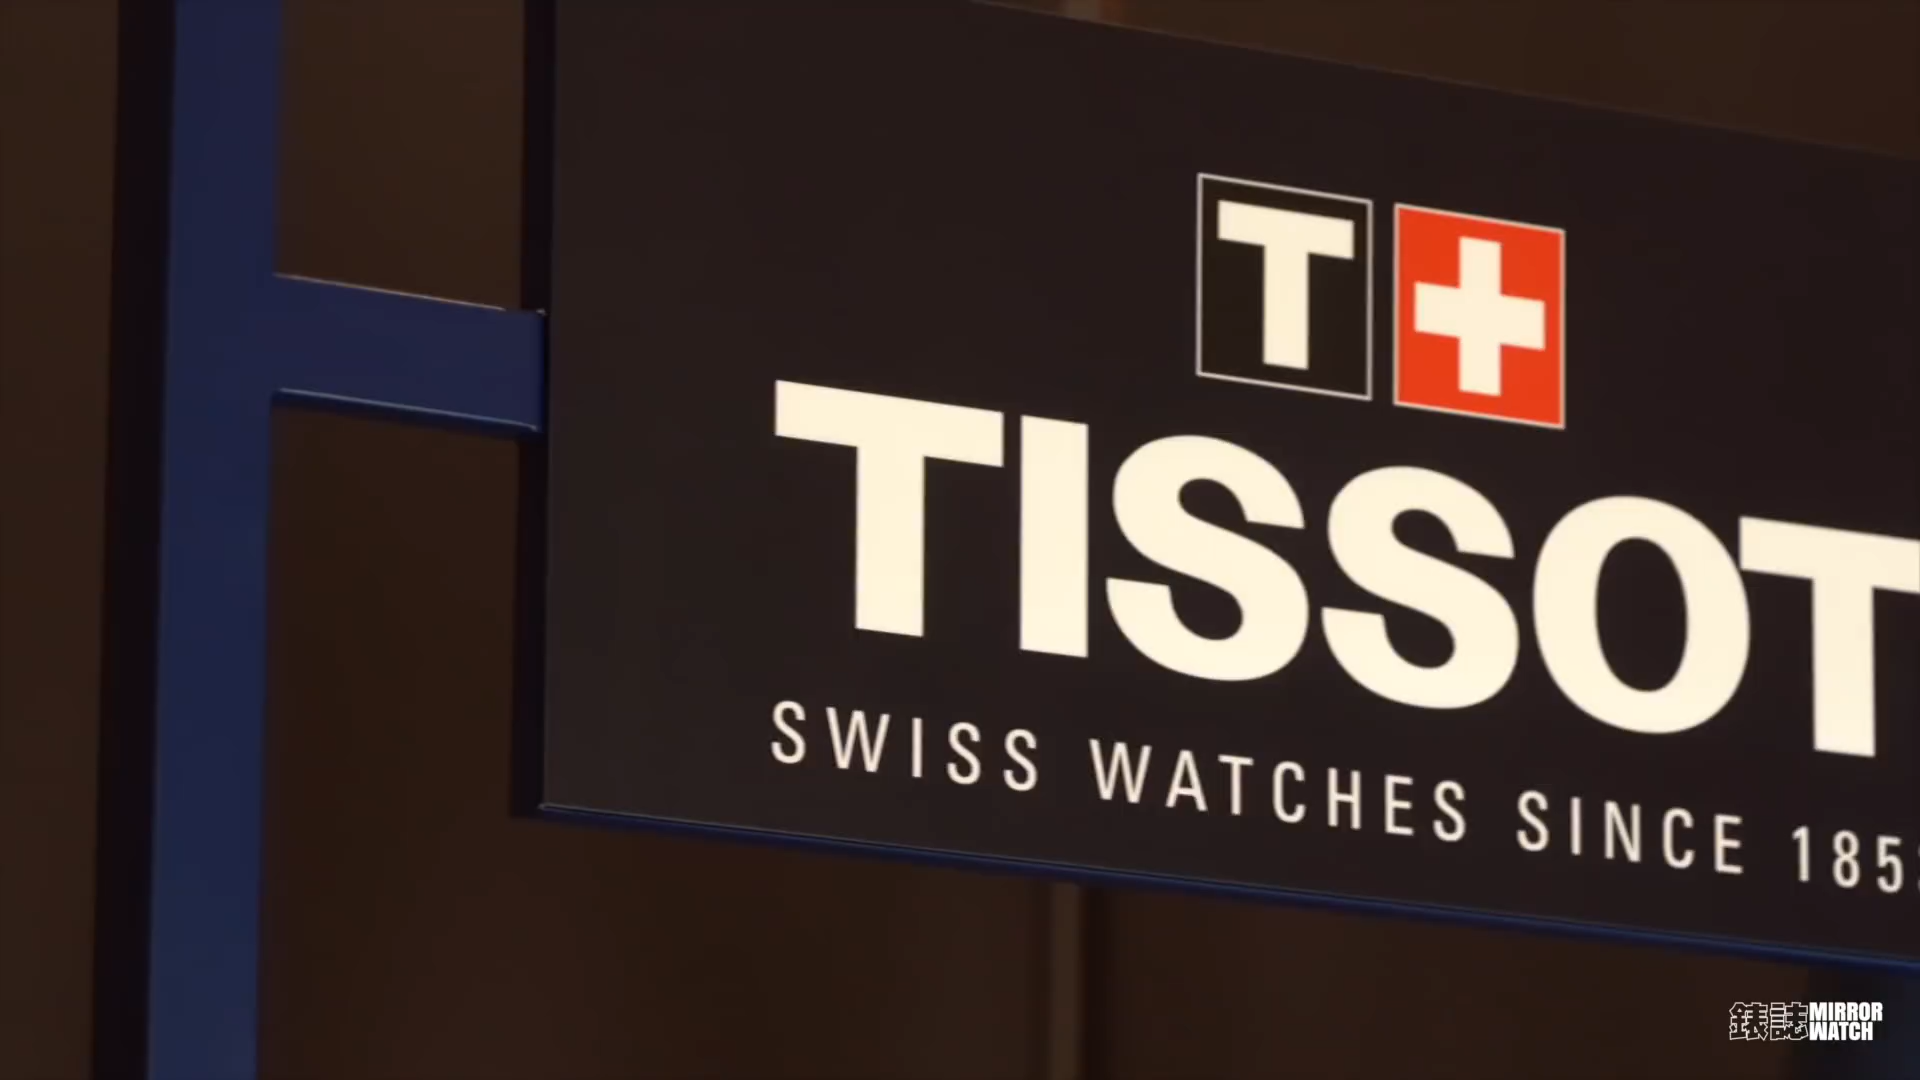 T
TISSOT
SWISS WATCHES SINCE 185
錶誌 MIRROR
WATCH